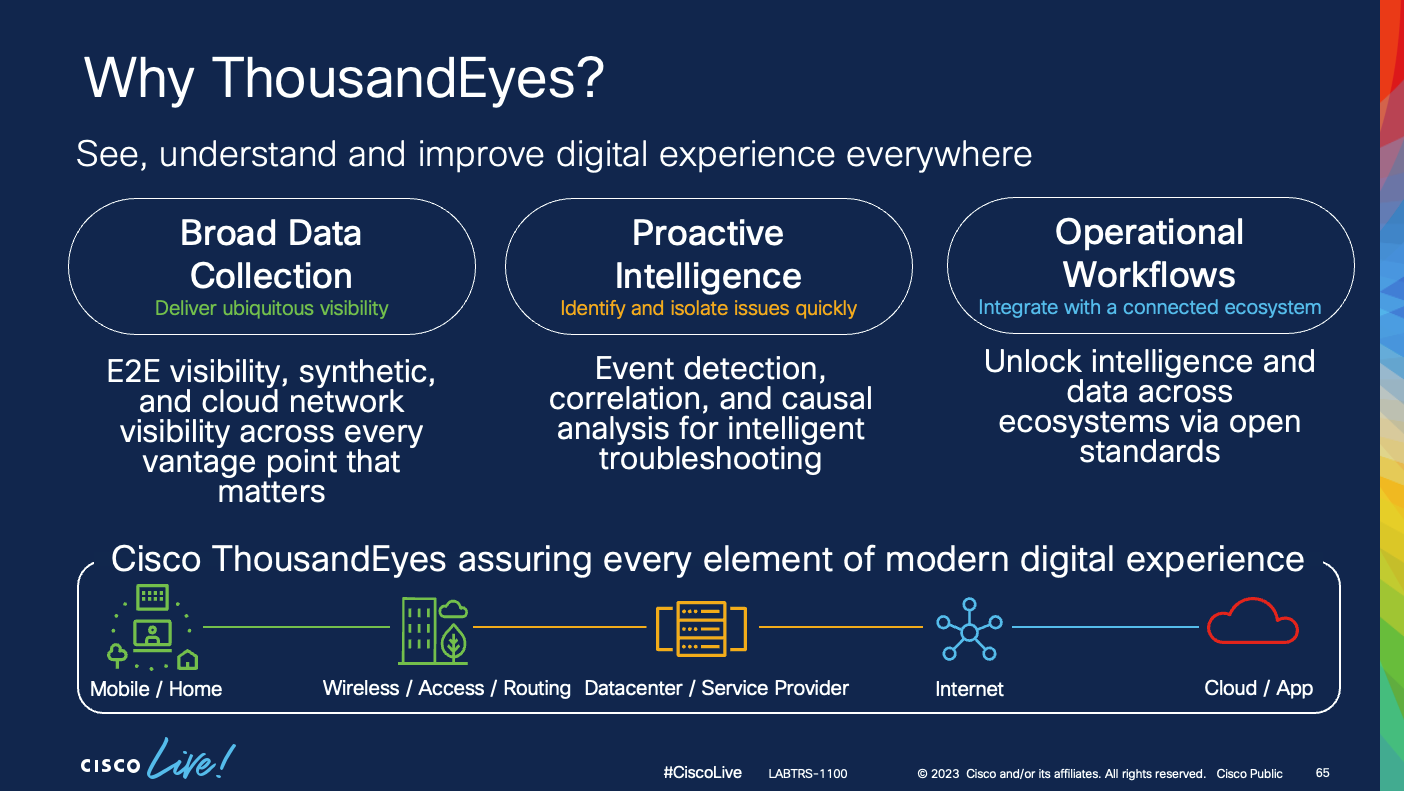 Why ThousandEyes?
See, understand and improve digital experience everywhere
Broad Data
Collection
Deliver ubiquitous visibility
E2E visibility, synthetic,
and cloud network
visibility across every
vantage point that
matters
Proactive
Intelligence
Identify and isolate issues quickly
Event detection,
correlation, and causal
analysis for intelligent
troubleshooting
Operational
Workflows
Integrate with a connected ecosystem
Unlock intelligence and
data across
ecosystems via open
standards
Cisco ThousandEyes assuring every element of modern digital experience
Mobile / Home
Wireless / Access / Routing
Datacenter / Service Provider
Internet
Cloud / App
CISCO Live!
#CiscoLive
LABTRS-1100
© 2023 Cisco and/or its affiliates. All rights reserved. Cisco Public
65